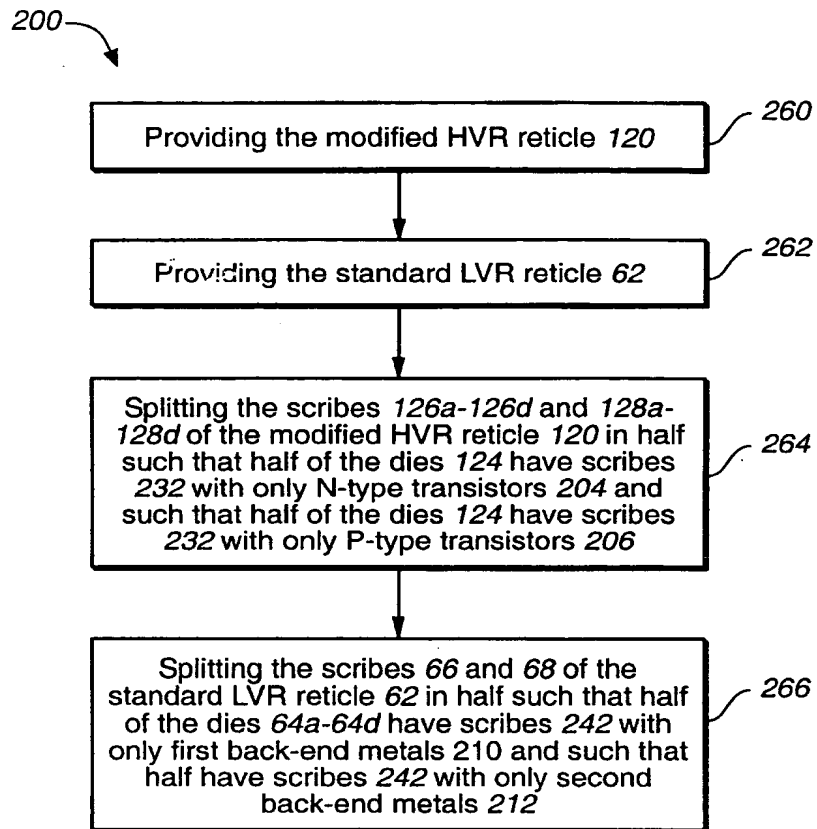 200
Providing the modified HVR reticle 120
260
Providing the standard LVR reticle 62
262
Splitting the scribes 126a-126d and 128a-
128d of the modified HVR reticle 120 in half
such that half of the dies 124 have scribes
232 with only N-type transistors 204 and
such that half of the dies 124 have scribes
232 with only P-type transistors 206
264
Splitting the scribes 66 and 68 of the
standard LVR reticle 62 in half such that half
of the dies 64a-64d have scribes 242 with
only first back-end metals 210 and such that
half have scribes 242 with only second
back-end metals 212
266